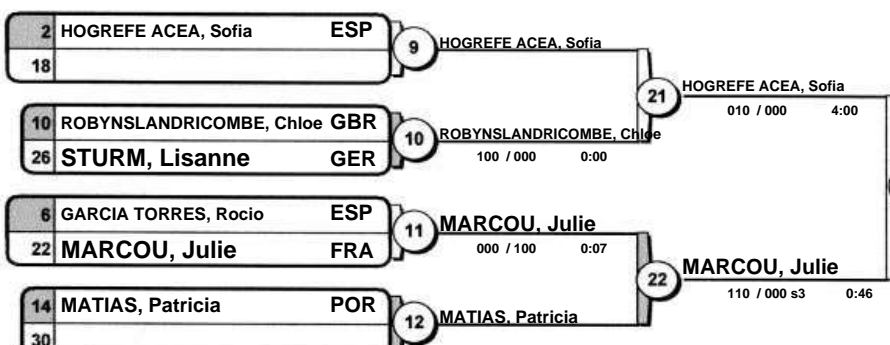 2 HOGREFE ACEA, Sofia ESP
18
9
HOGREFE ACEA, Sofia
10 ROBYNSLANDRICOMBE, Chloe GBR
26 STURM, Lisanne GER
10
ROBYNSLANDRICOMBE, Chloe
100 / 000 0:00
21
HOGREFE ACEA, Sofia
010 / 000 4:00
6 GARCIA TORRES, Rocio ESP
22 MARCOU, Julie FRA
11
MARCOU, Julie
000 / 100 0:07
14 MATIAS, Patricia POR
30
12
MATIAS, Patricia
22
MARCOU, Julie
110 / 000 s3 0:46